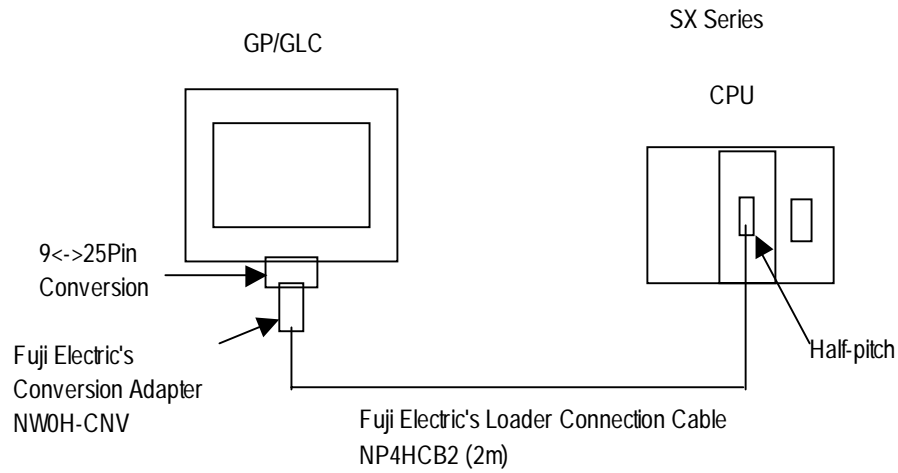 SX Series
GP/GLC
CPU
9<->25Pin
Conversion
Half-pitch
Fuji Electric's
Conversion Adapter
NW0H-CNV
Fuji Electric's Loader Connection Cable
NP4HCB2 (2m)